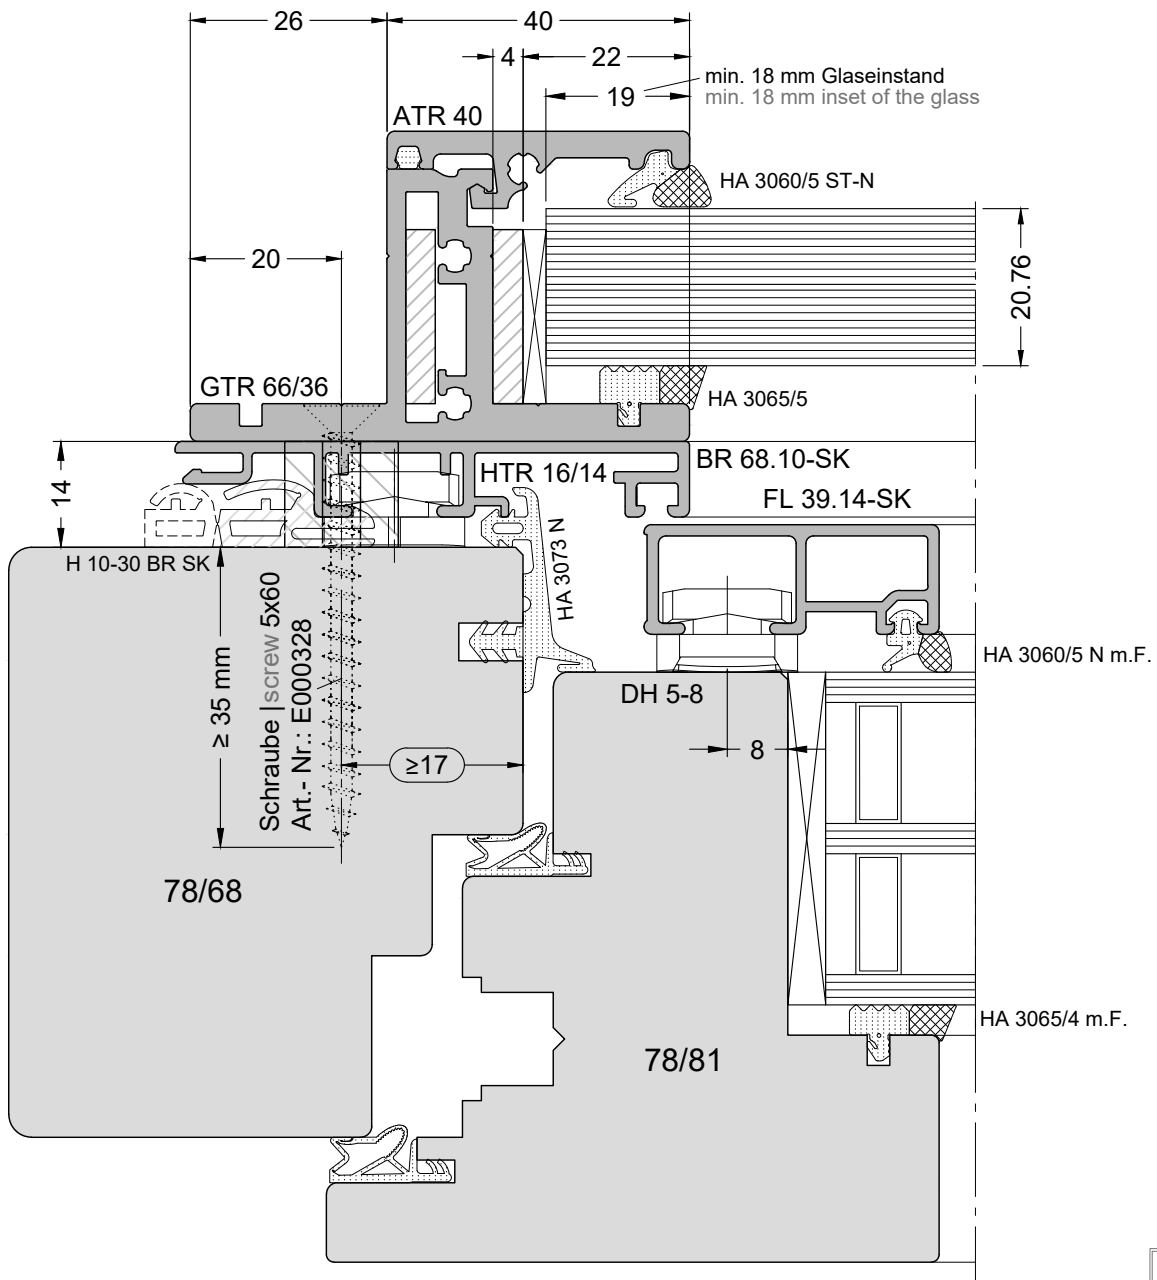 26
40
4
22
min. 18 mm Glaseinstand
min. 18 mm inset of the glass
19
ATR 40
HA 3060/5 ST-N
20
20.76
GTR 66/36
HA 3065/5
14
HTR 16/14
BR 68.10-SK
FL 39.14-SK
H 10-30 BR SK
HA 3073 N
≥ 35 mm
Schraube | screw 5x60
Art.- Nr.: E000328
HA 3060/5 N m.F.
DH 5-8
8
≥17
78/68
HA 3065/4 m.F.
78/81